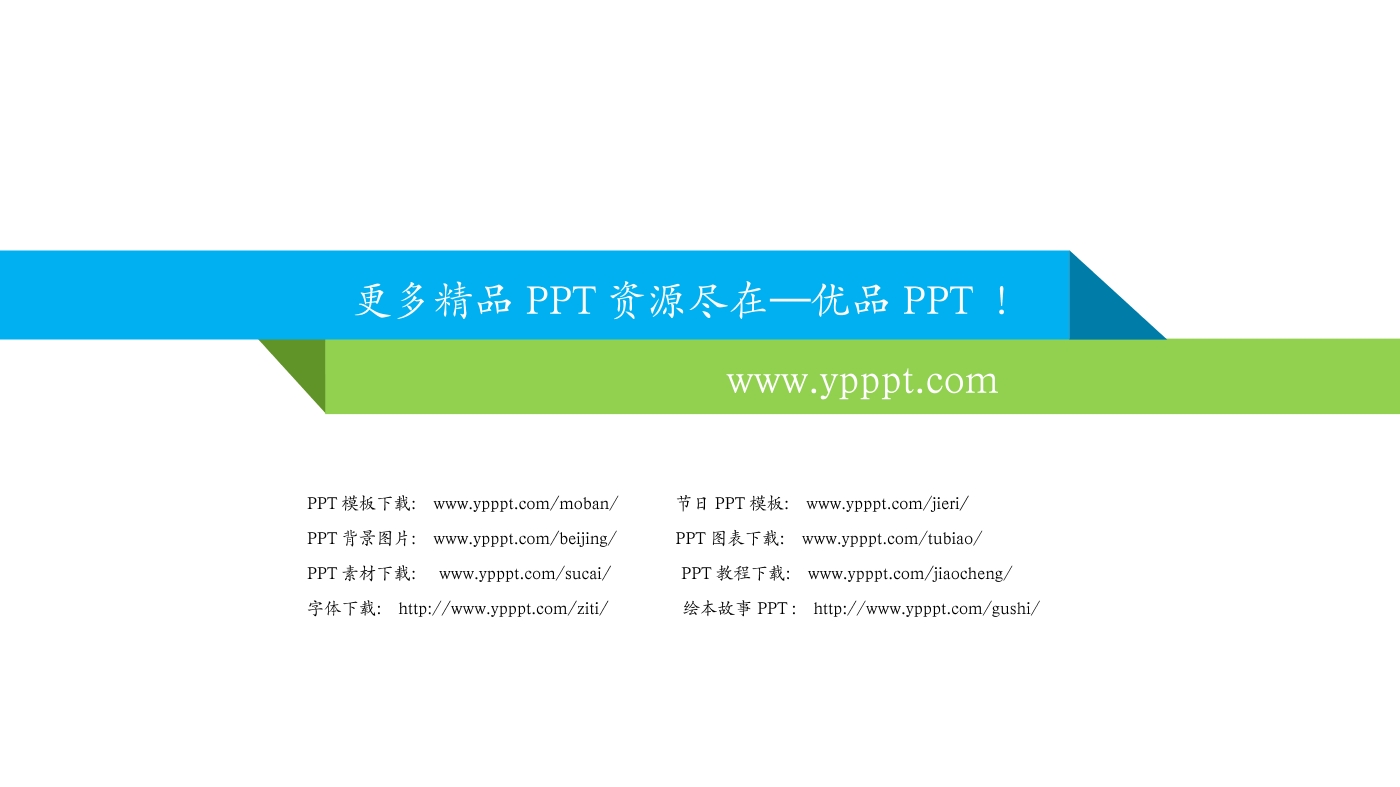 更多精品 PPT 资源尽在—优品 PPT ！
www.ypppt.com
PPT 模板下载: www.ypppt.com/moban/ 节日 PPT 模板: www.ypppt.com/jieri/
PPT 背景图片: www.ypppt.com/beijing/ PPT 图表下载: www.ypppt.com/tubiao/
PPT 素材下载: www.ypppt.com/sucai/ PPT 教程下载: www.ypppt.com/jiaocheng/
字体下载: http://www.ypppt.com/ziti/ 绘本故事 PPT : http://www.ypppt.com/gushi/